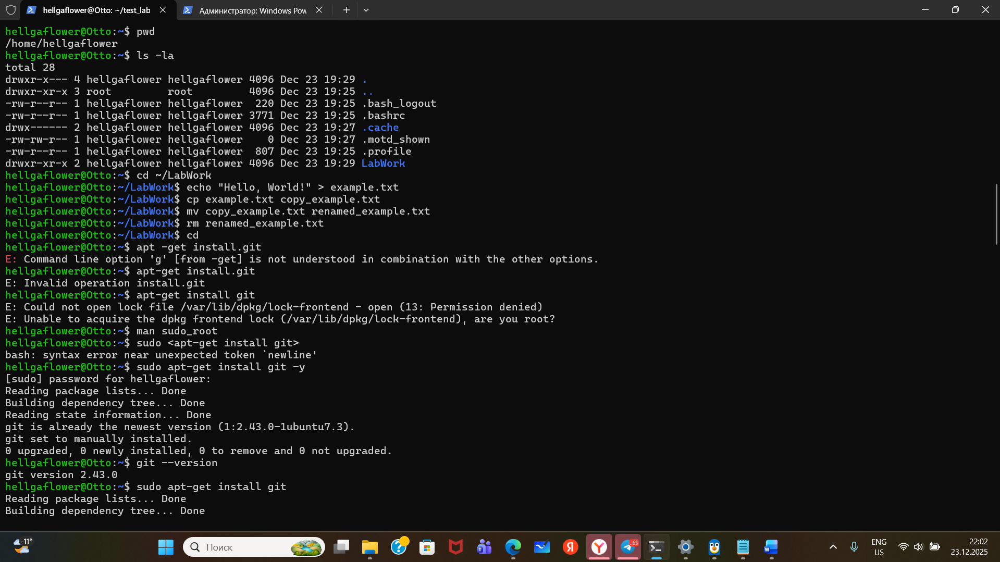 hellgaflower@Otto: ~/test_lab
Администратор: Windows Pow
hellgaflower@Otto:~$ pwd
/home/hellgaflower
hellgaflower@Otto:~$ ls -la
total 28
drwxr-x--- 4 hellgaflower hellgaflower 4096 Dec 23 19:29 .
drwxr-xr-x 3 root         root         4096 Dec 23 19:25 ..
-rw-r--r-- 1 hellgaflower hellgaflower  220 Dec 23 19:25 .bash_logout
-rw-r--r-- 1 hellgaflower hellgaflower 3771 Dec 23 19:25 .bashrc
drwx------ 2 hellgaflower hellgaflower 4096 Dec 23 19:27 .cache
-rw-rw-r-- 1 hellgaflower hellgaflower    0 Dec 23 19:27 .motd_shown
-rw-r--r-- 1 hellgaflower hellgaflower  807 Dec 23 19:25 .profile
drwxr-xr-x 2 hellgaflower hellgaflower 4096 Dec 23 19:29 LabWork
hellgaflower@Otto:~$ cd ~/LabWork
hellgaflower@Otto:~/LabWork$ echo "Hello, World!" > example.txt
hellgaflower@Otto:~/LabWork$ cp example.txt copy_example.txt
hellgaflower@Otto:~/LabWork$ mv copy_example.txt renamed_example.txt
hellgaflower@Otto:~/LabWork$ rm renamed_example.txt
hellgaflower@Otto:~/LabWork$ cd
hellgaflower@Otto:~$ apt -get install.git
E: Command line option 'g' [from -get] is not understood in combination with the other options.
hellgaflower@Otto:~$ apt-get install.git
E: Invalid operation install.git
hellgaflower@Otto:~$ apt-get install git
E: Could not open lock file /var/lib/dpkg/lock-frontend - open (13: Permission denied)
E: Unable to acquire the dpkg frontend lock (/var/lib/dpkg/lock-frontend), are you root?
hellgaflower@Otto:~$ man sudo_root
hellgaflower@Otto:~$ sudo <apt-get install git>
bash: syntax error near unexpected token `newline'
hellgaflower@Otto:~$ sudo apt-get install git -y
[sudo] password for hellgaflower:
Reading package lists... Done
Building dependency tree... Done
Reading state information... Done
git is already the newest version (1:2.43.0-1ubuntu7.3).
git set to manually installed.
0 upgraded, 0 newly installed, 0 to remove and 0 not upgraded.
hellgaflower@Otto:~$ git --version
git version 2.43.0
hellgaflower@Otto:~$ sudo apt-get install git
Reading package lists... Done
Building dependency tree... Done
-11°
Поиск
Я
Y
..65
W
ENG
US
22:02
23.12.2025